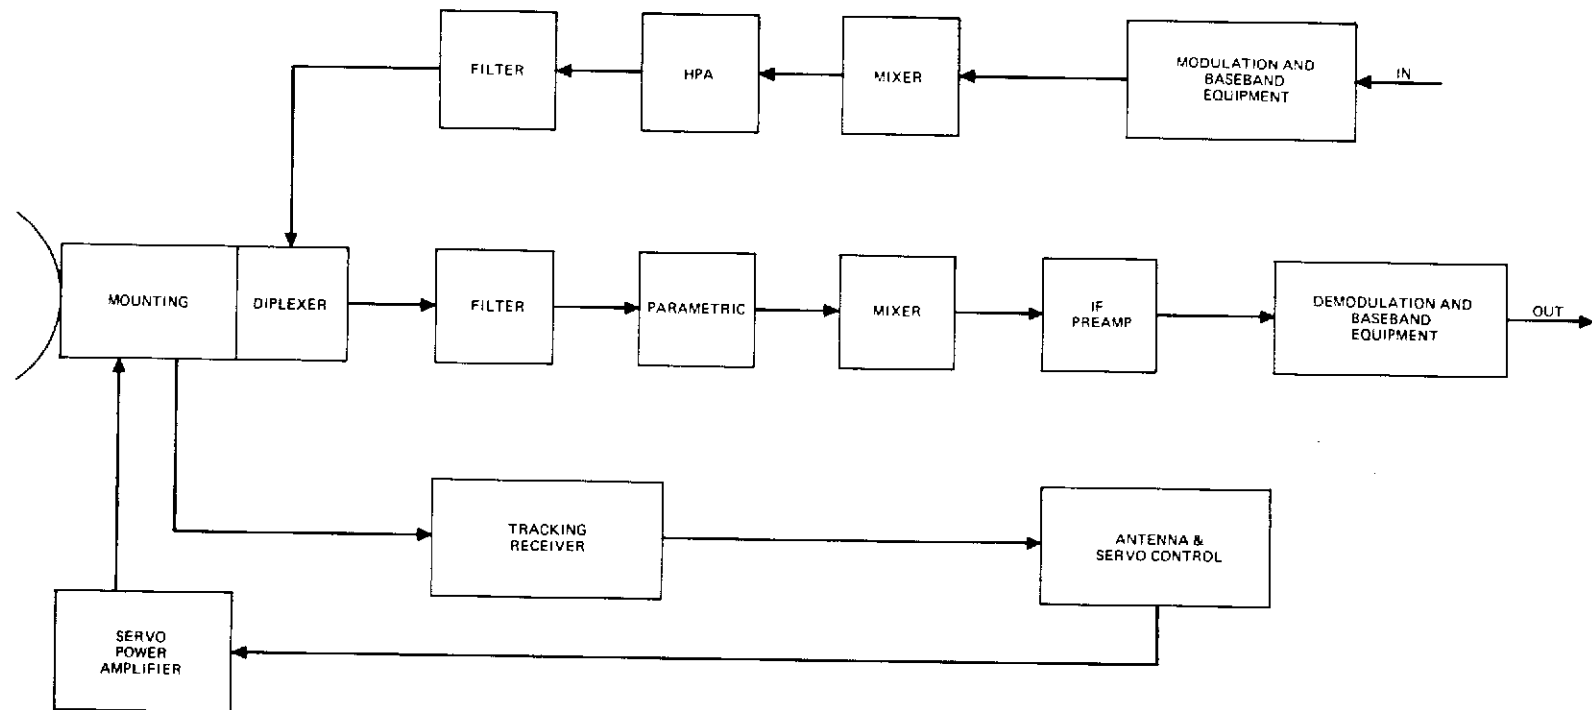 FILTER
HPA
MIXER
MODULATION AND
BASEBAND
EQUIPMENT
IN
MOUNTING
DIPLEXER
FILTER
PARAMETRIC
MIXER
IF
PREAMP
DEMODULATION AND
BASEBAND
EQUIPMENT
OUT
TRACKING
RECEIVER
ANTENNA &
SERVO CONTROL
SERVO
POWER
AMPLIFIER